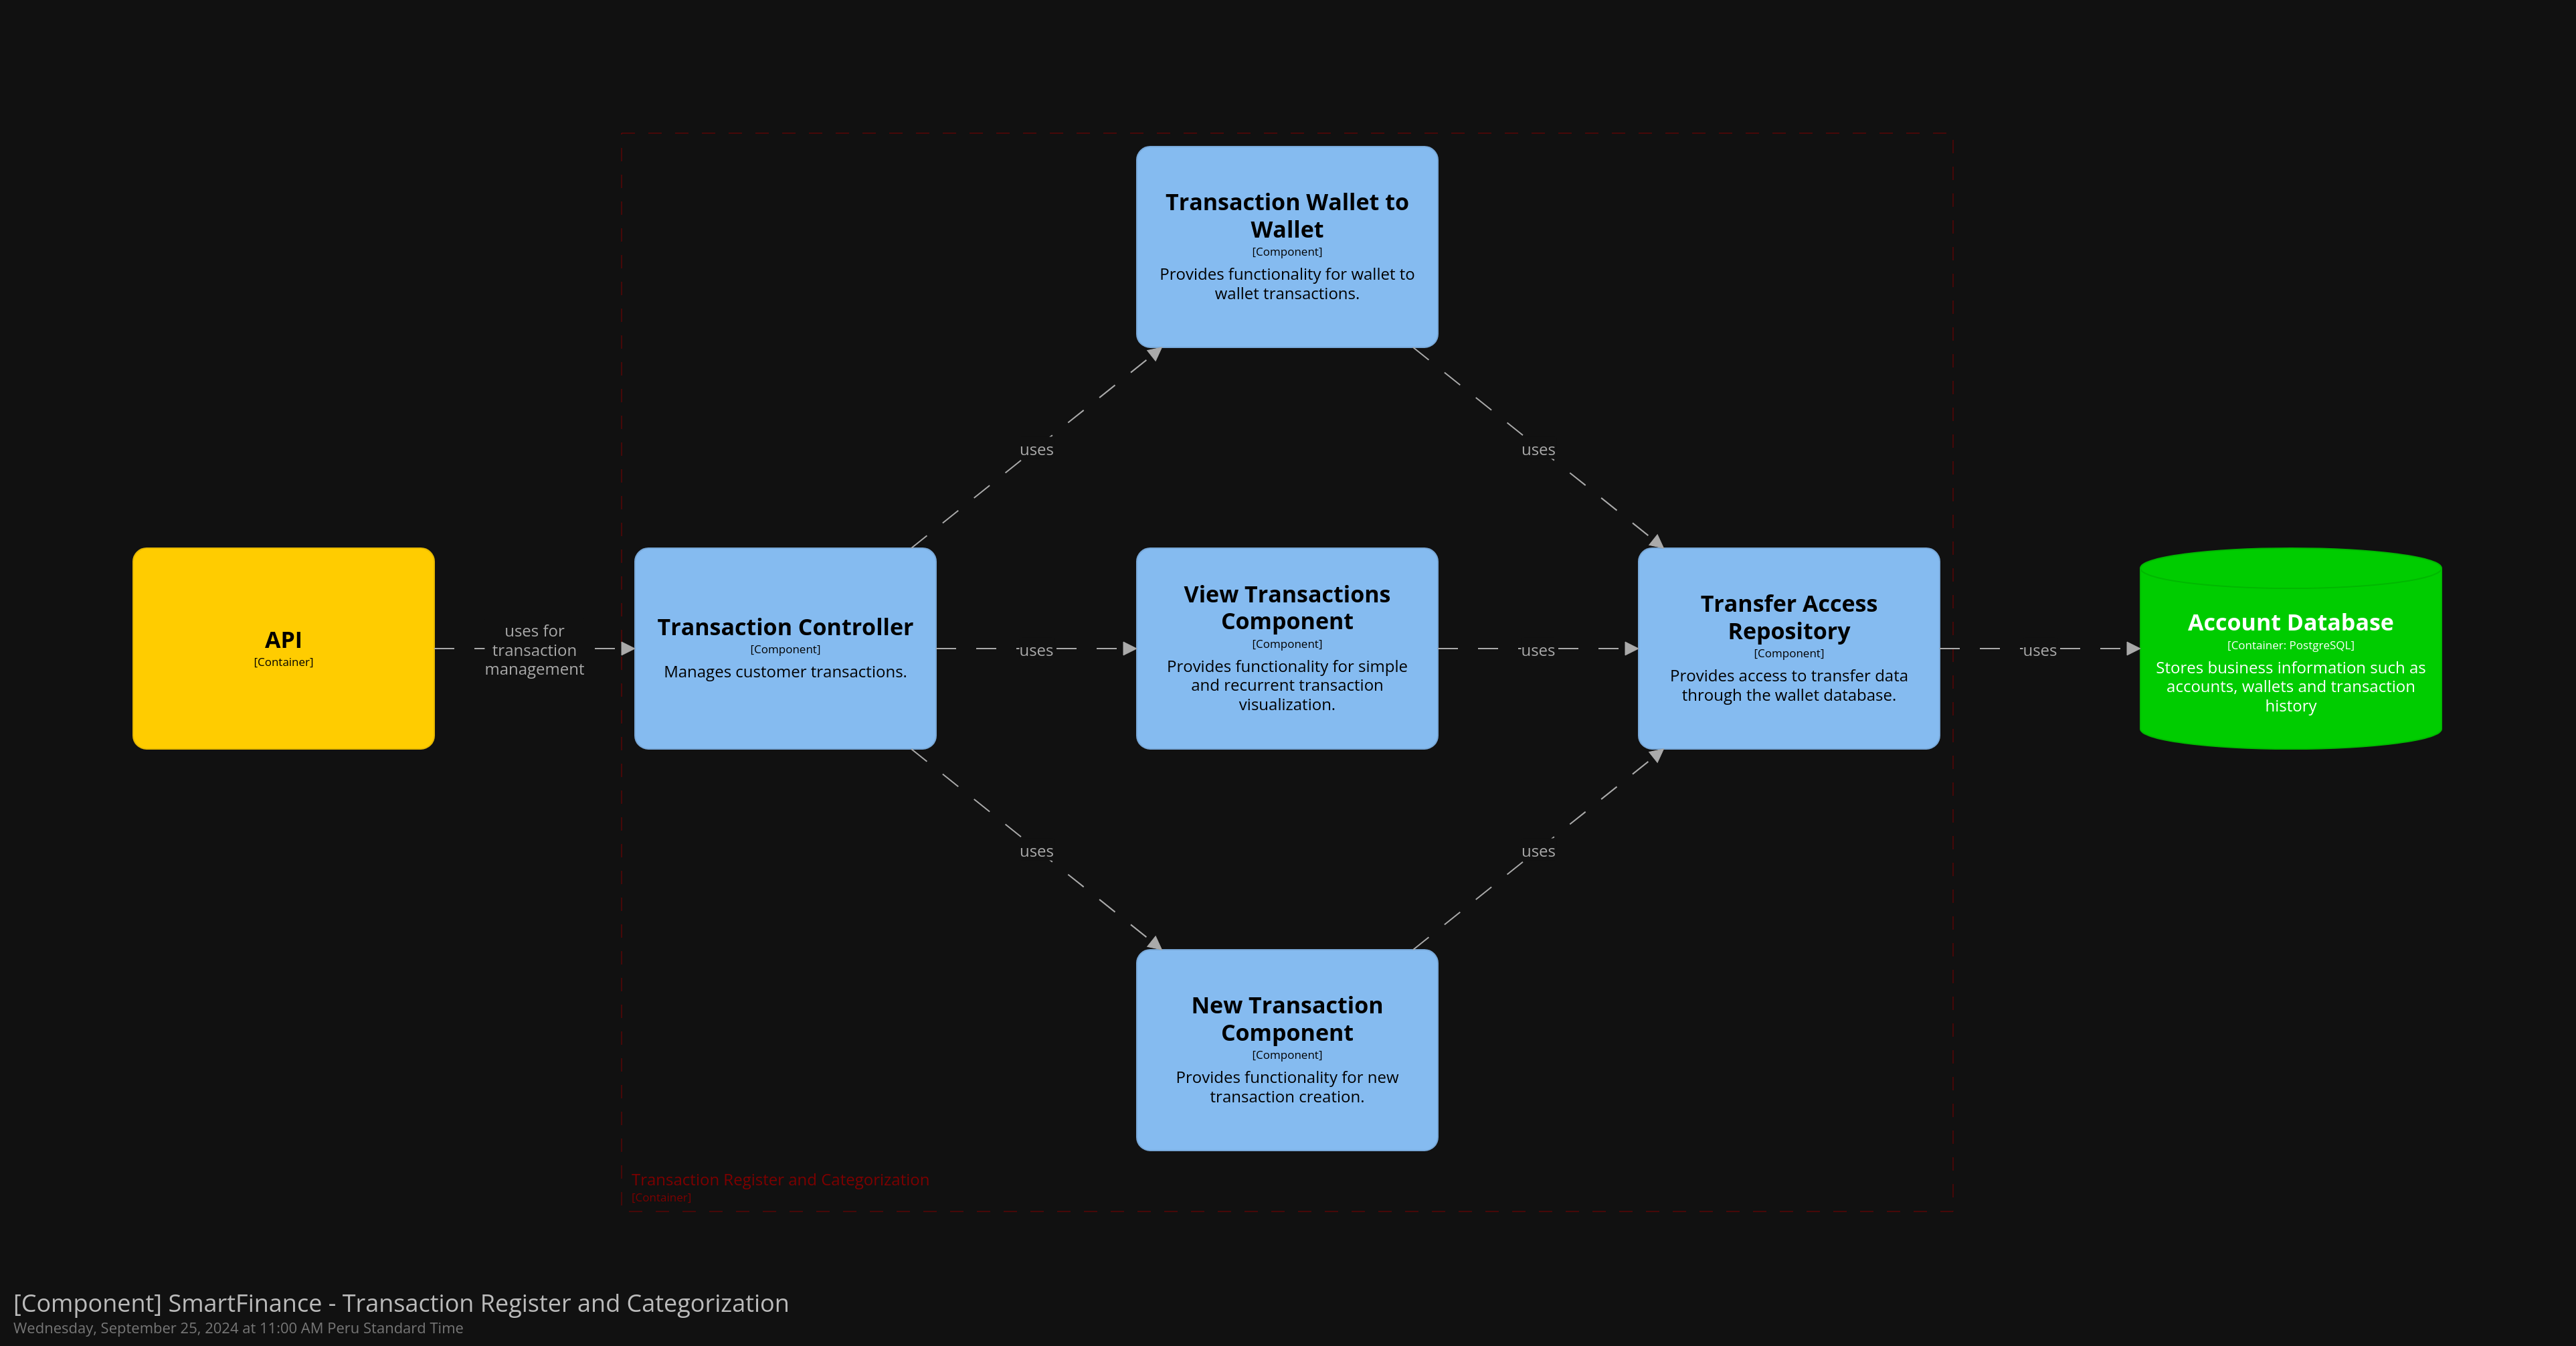 Transaction Wallet to
Wallet
[Component]
Provides functionality for wallet to
wallet transactions.
uses
uses
API
[Container]
uses for
transaction
management
Transaction Controller
[Component]
Manages customer transactions.
uses
View Transactions
Component
[Component]
Provides functionality for simple
and recurrent transaction
visualization.
uses
Transfer Access
Repository
[Component]
Provides access to transfer data
through the wallet database.
uses
Account Database
[Container: PostgreSQL]
Stores business information such as
accounts, wallets and transaction
history
uses
uses
New Transaction
Component
[Component]
Provides functionality for new
transaction creation.
Transaction Register and Categorization
[Container]
[Component] SmartFinance - Transaction Register and Categorization
Wednesday, September 25, 2024 at 11:00 AM Peru Standard Time